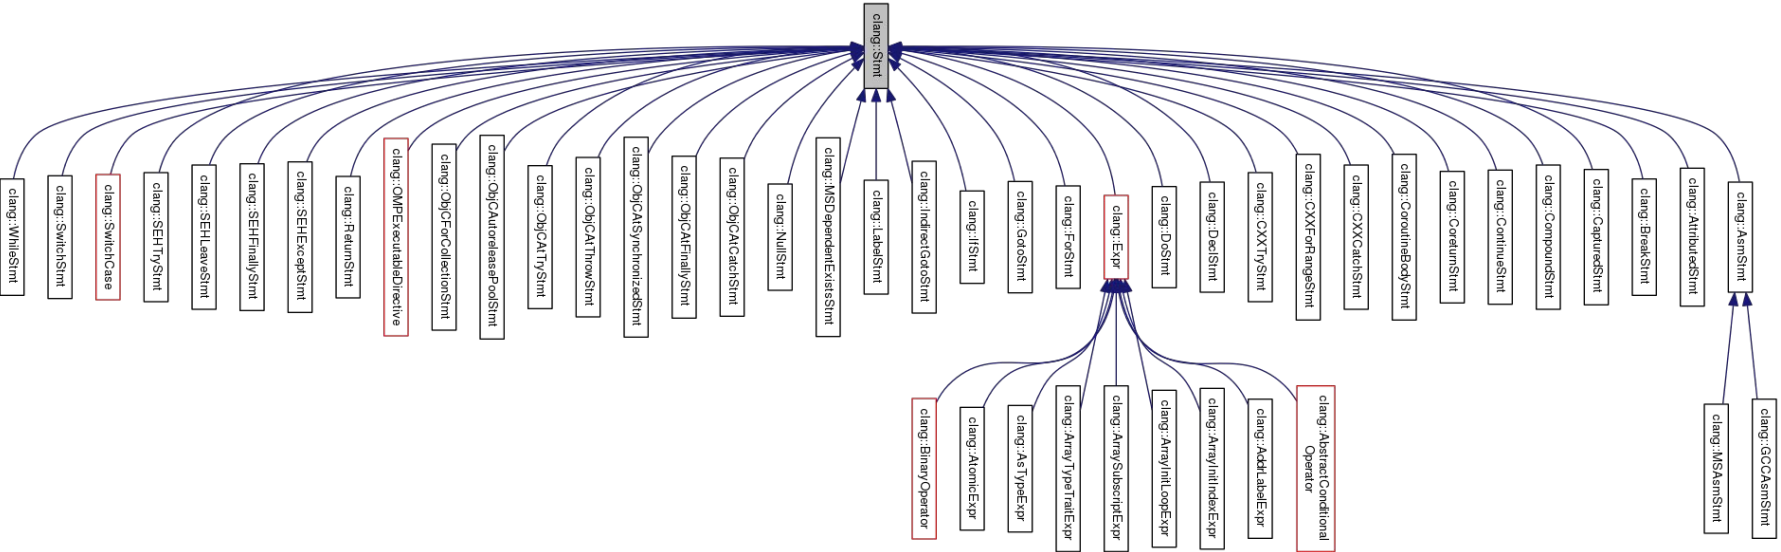 clang::Stmt
clang::WhileStmt
clang::SwitchStmt
clang::SwitchCase
clang::SEHTryStmt
clang::SEHLeaveStmt
clang::SEHFinallyStmt
clang::SEHExceptStmt
clang::ReturnStmt
clang::OMPExecutableDirective
clang::ObjCForCollectionStmt
clang::ObjCAutoreleasePoolStmt
clang::ObjCAtTryStmt
clang::ObjCAtThrowStmt
clang::ObjCAtSynchronizedStmt
clang::ObjCAtFinallyStmt
clang::ObjCAtCatchStmt
clang::NullStmt
clang::MSDependentExistsStmt
clang::LabelStmt
clang::IndirectGotoStmt
clang::IfStmt
clang::GotoStmt
clang::ForStmt
clang::Expr
clang::DoStmt
clang::DeclStmt
clang::CXXTryStmt
clang::CXXForRangeStmt
clang::CXXCatchStmt
clang::CoroutineBodyStmt
clang::CoreturnStmt
clang::ContinueStmt
clang::CompoundStmt
clang::CapturedStmt
clang::BreakStmt
clang::AttributedStmt
clang::AsmStmt
clang::BinaryOperator
clang::AtomicExpr
clang::AsTypeExpr
clang::ArrayTypeTraitExpr
clang::ArraySubscriptExpr
clang::ArrayInitLoopExpr
clang::ArrayInitIndexExpr
clang::AddrLabelExpr
clang::AbstractConditional
Operator
clang::MSAsmStmt
clang::GCCAsmStmt